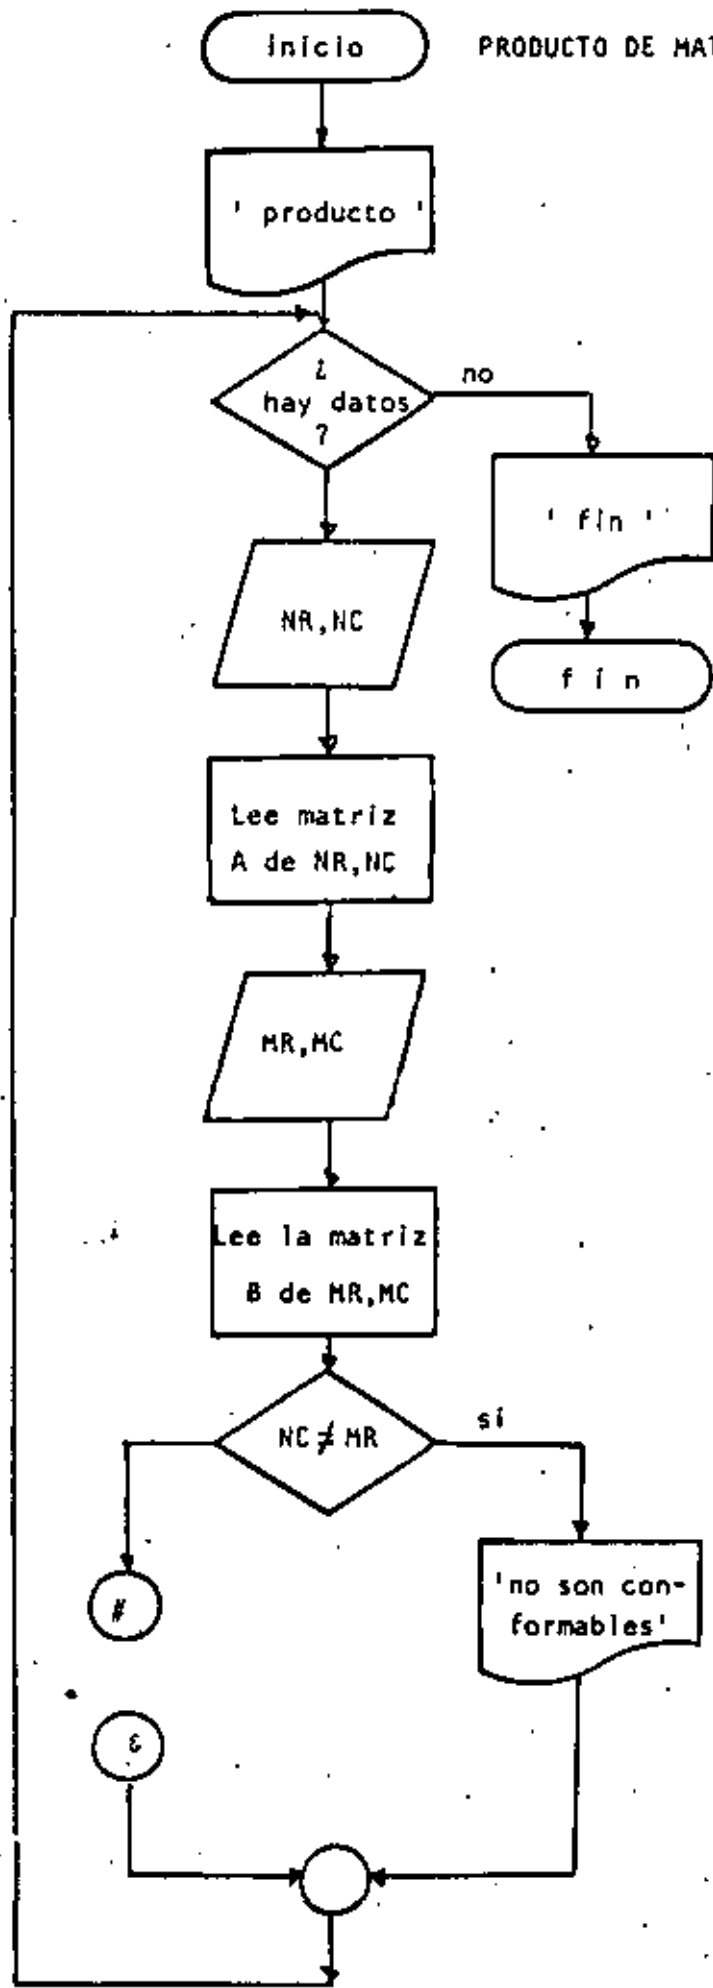 inicio
PRODUCTO DE MAT
' producto '
¿
hay datos
?
no
' fin '
fin
NR,NC
Lee matriz
A de NR,NC
MR,MC
Lee la matriz
B de MR,MC
NC ≠ MR
sí
#
'no son con-
formables'
&